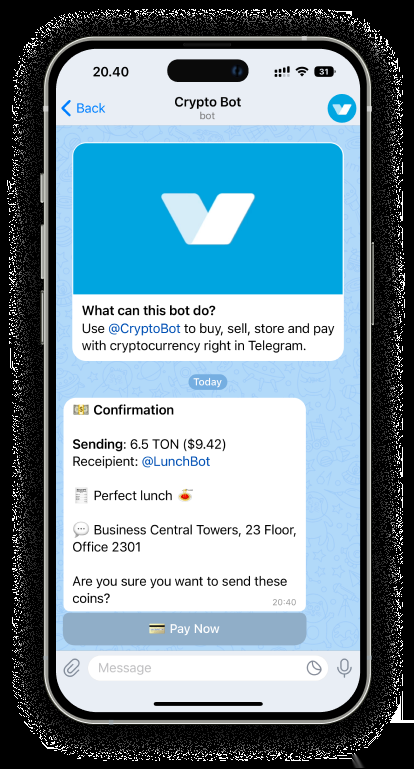 20.40
31
Back
Crypto Bot
bot
What can this bot do?
Use @CryptoBot to buy, sell, store and pay
with cryptocurrency right in Telegram.
Today
💵 Confirmation
Sending: 6.5 TON ($9.42)
Receipient: @LunchBot
🧾 Perfect lunch 🍝
💬 Business Central Towers, 23 Floor,
Office 2301
Are you sure you want to send these
coins?
20:40
💳 Pay Now
Message